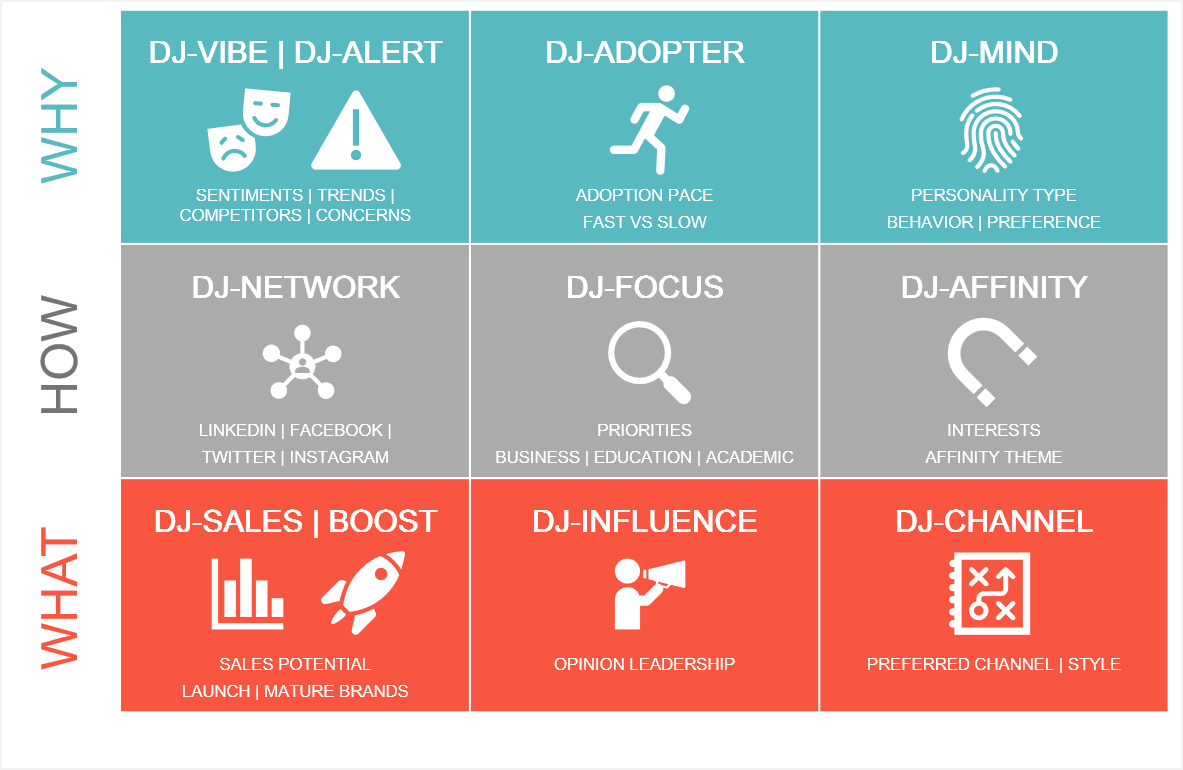 WHY
DJ-VIBE | DJ-ALERT
SENTIMENTS | TRENDS |
COMPETITORS | CONCERNS
DJ-ADOPTER
ADOPTION PACE
FAST VS SLOW
DJ-MIND
PERSONALITY TYPE
BEHAVIOR | PREFERENCE
HOW
DJ-NETWORK
LINKEDIN | FACEBOOK |
TWITTER | INSTAGRAM
DJ-FOCUS
PRIORITIES
BUSINESS | EDUCATION | ACADEMIC
DJ-AFFINITY
INTERESTS
AFFINITY THEME
WHAT
DJ-SALES | BOOST
SALES POTENTIAL
LAUNCH | MATURE BRANDS
DJ-INFLUENCE
OPINION LEADERSHIP
DJ-CHANNEL
PREFERRED CHANNEL | STYLE